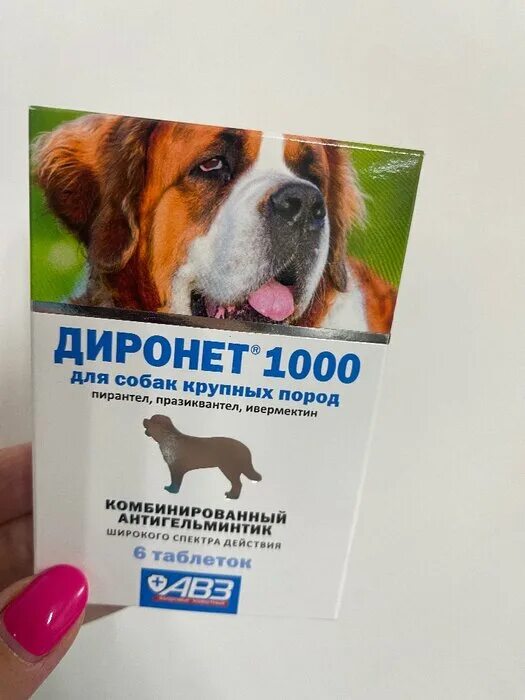 ДИРОНЕТ® 1000
для собак крупных пород
пирантел, празиквантел, ивермектин
КОМБИНИРОВАННЫЙ
АНТИГЕЛЬМИНТИК
ШИРОКОГО СПЕКТРА ДЕЙСТВИЯ
6 таблеток
АВЗ